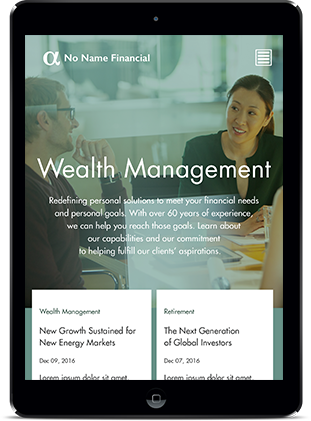 α No Name Financial
Wealth Management
Redefining personal solutions to meet your financial needs
and personal goals. With over 60 years of experience,
we can help you reach those goals. Learn about
our capabilities and our commitment
to helping fulfill our clients' aspirations.
Wealth Management
New Growth Sustained for
New Energy Markets
Dec 09, 2016
Lorem ipsum dolor sit amet,
Retirement
The Next Generation
of Global Investors
Dec 07, 2016
Lorem ipsum dolor sit amet,